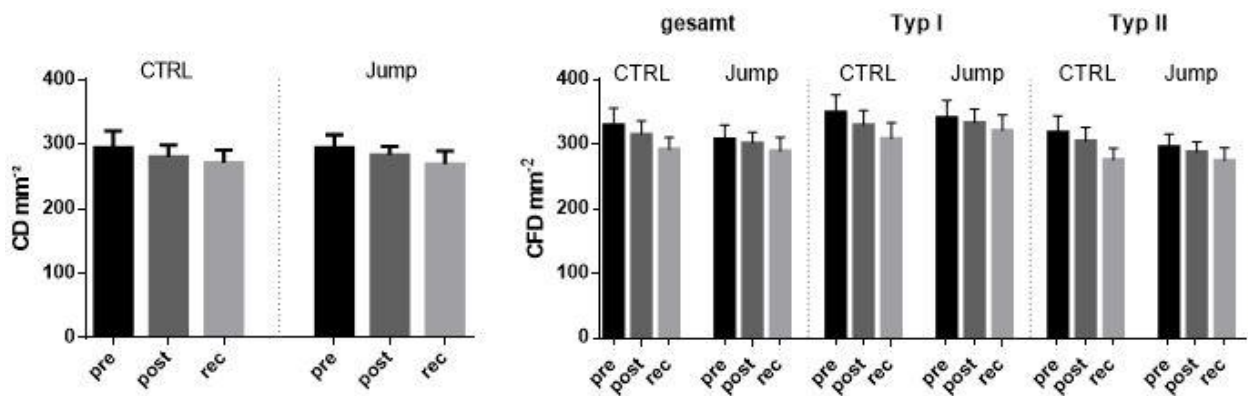 gesamt Typ I Typ II
CTRL Jump
CTRL Jump CTRL Jump CTRL Jump
400
300
200
100
0
CD mm⁻²
pre post rec pre post rec
400
300
200
100
0
CFD mm⁻²
pre post rec pre post rec pre post rec pre post rec pre post rec pre post rec